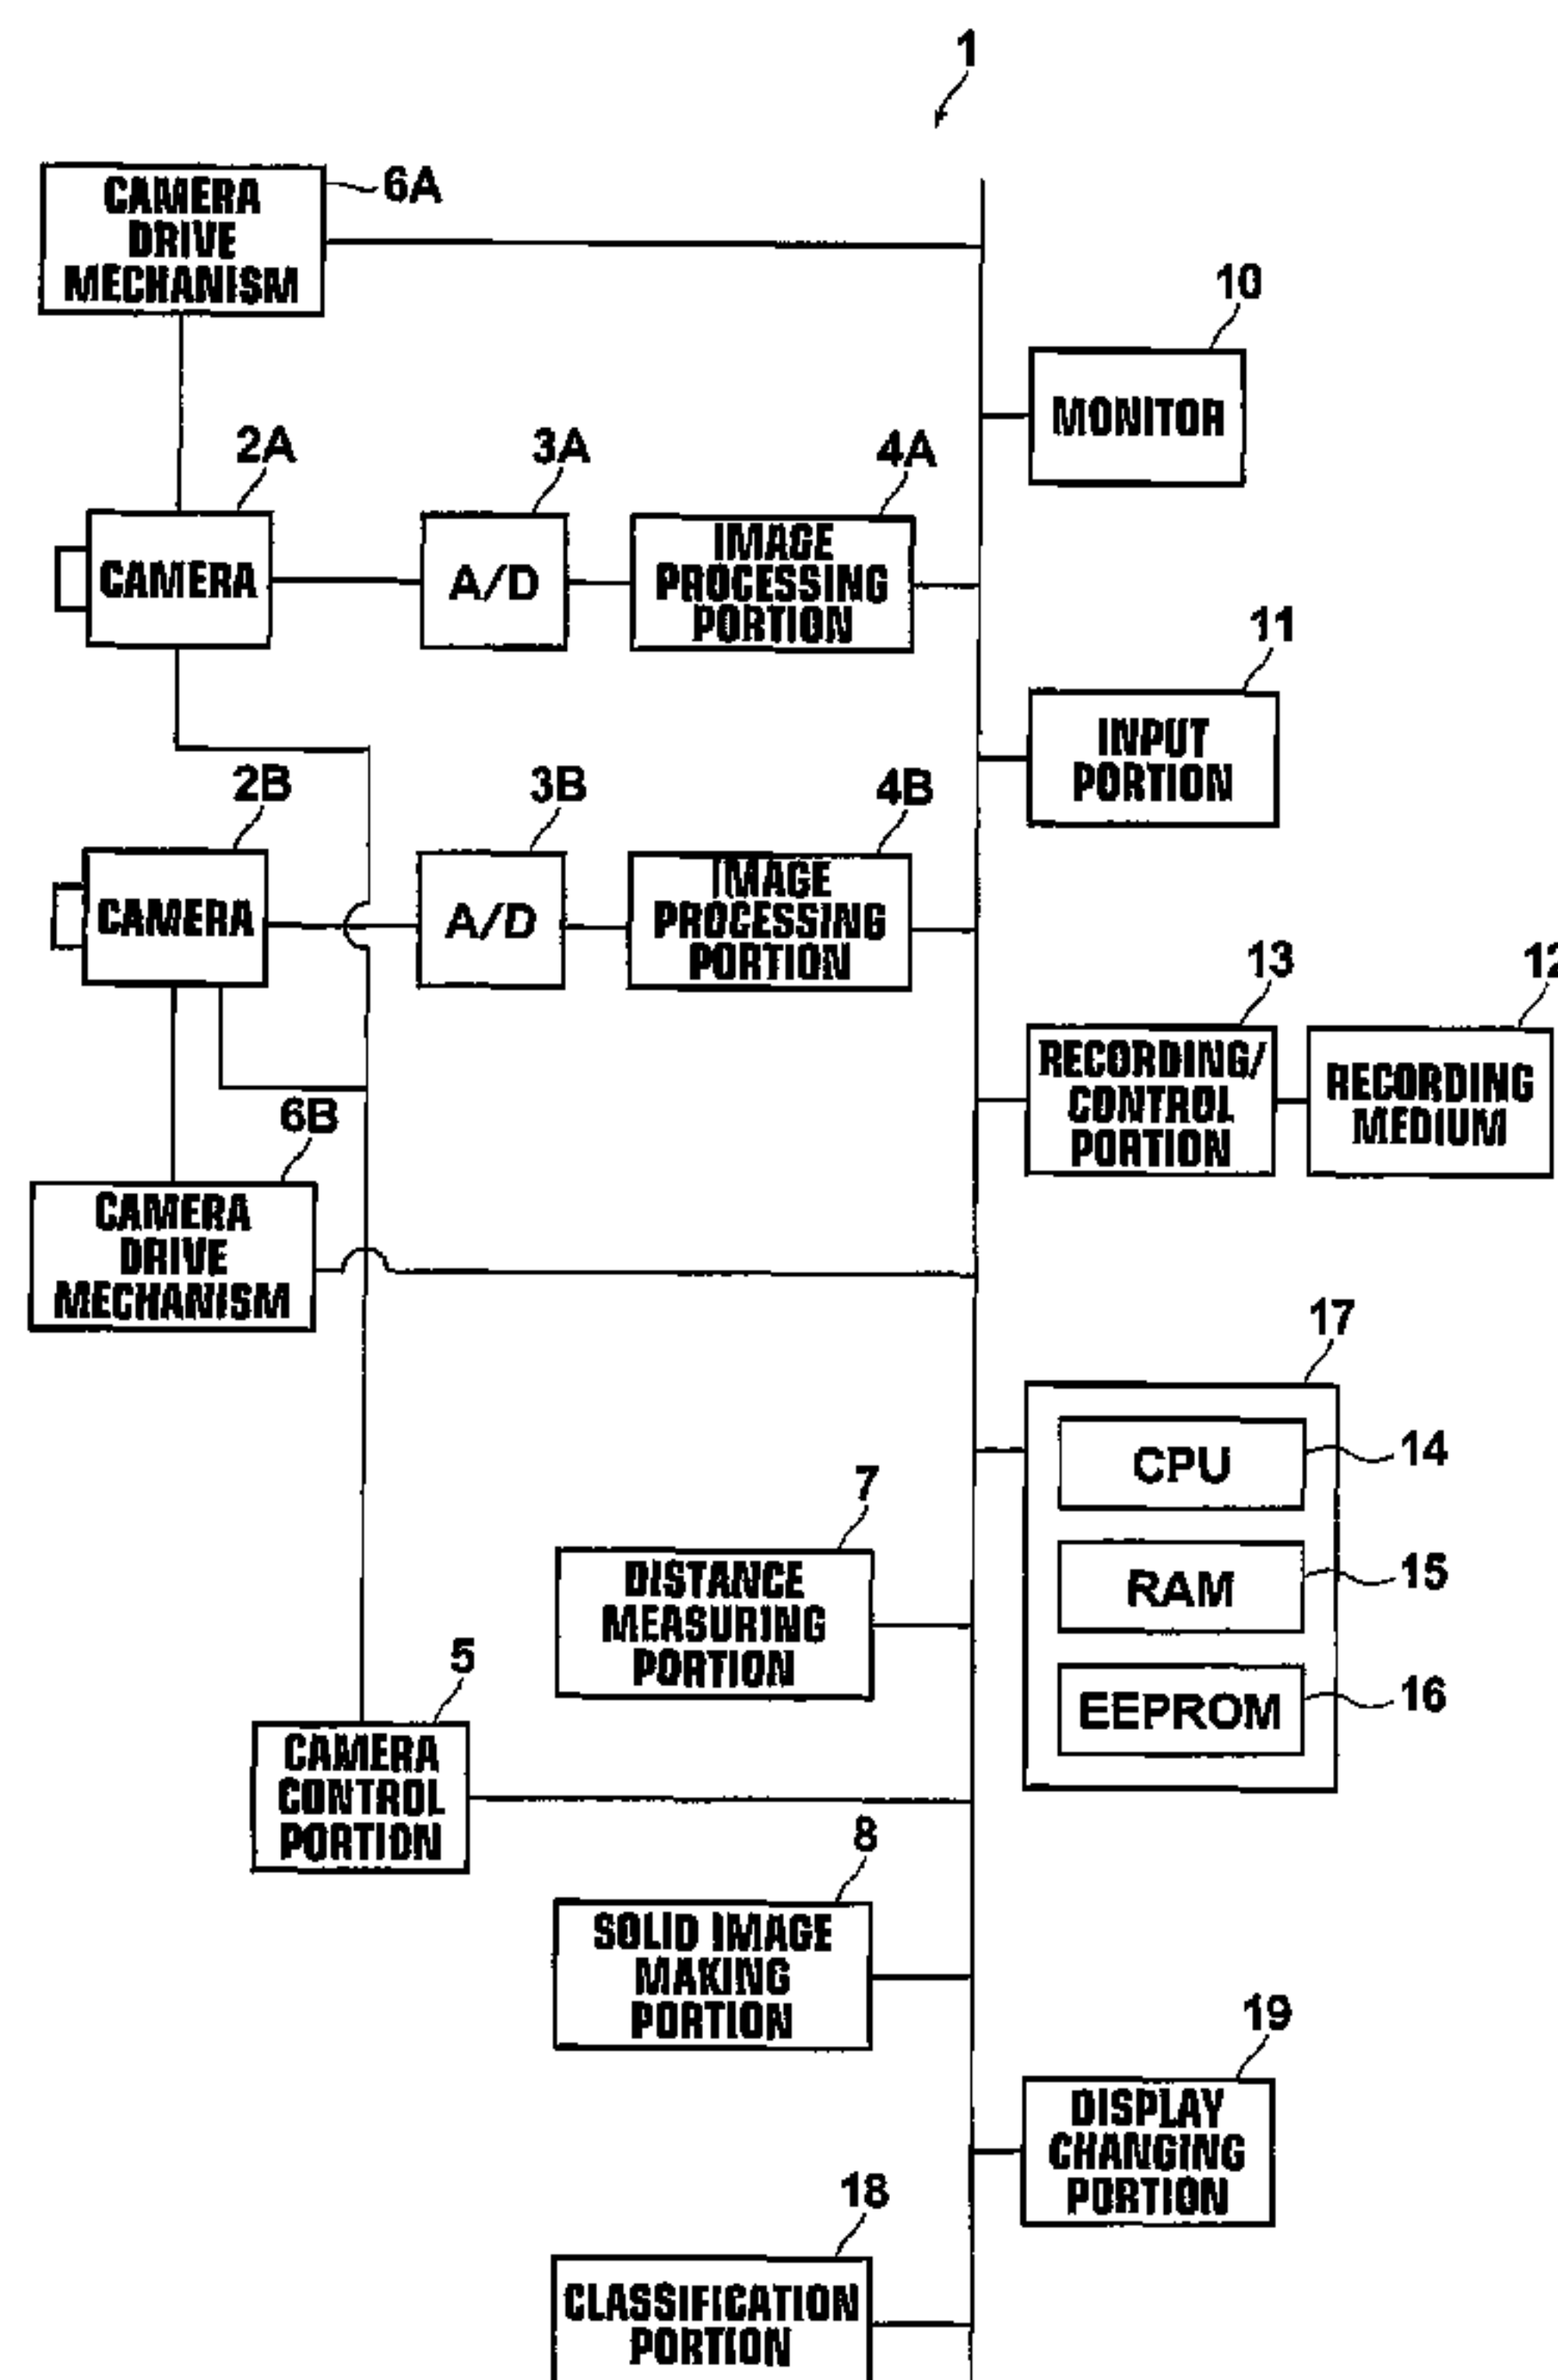 1
6A
CAMERA
DRIVE
MECHANISM
10
MONITOR
2A
CAMERA
3A
A/D
4A
IMAGE
PROCESSING
PORTION
11
INPUT
PORTION
2B
CAMERA
3B
A/D
4B
IMAGE
PROCESSING
PORTION
13
RECORDING/
CONTROL
PORTION
12
RECORDING
MEDIUM
6B
CAMERA
DRIVE
MECHANISM
17
CPU
14
RAM
15
EEPROM
16
7
DISTANCE
MEASURING
PORTION
5
CAMERA
CONTROL
PORTION
8
SOLID IMAGE
MAKING
PORTION
19
DISPLAY
CHANGING
PORTION
18
CLASSIFICATION
PORTION